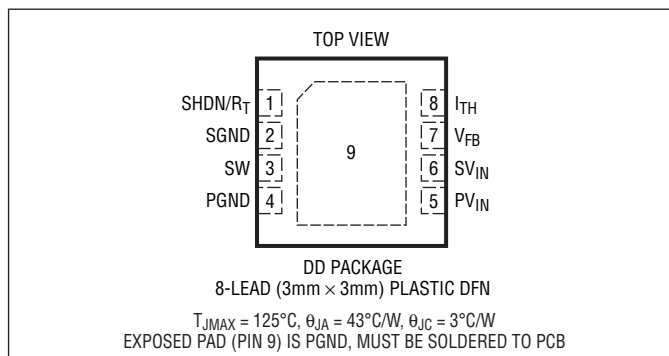 TOP VIEW
SHDN/RT 1
SGND 2
SW 3
PGND 4
9
8 ITH
7 VFB
6 SVIN
5 PVIN
DD PACKAGE
8-LEAD (3mm × 3mm) PLASTIC DFN
TJMAX = 125°C, θJA = 43°C/W, θJC = 3°C/W
EXPOSED PAD (PIN 9) IS PGND, MUST BE SOLDERED TO PCB